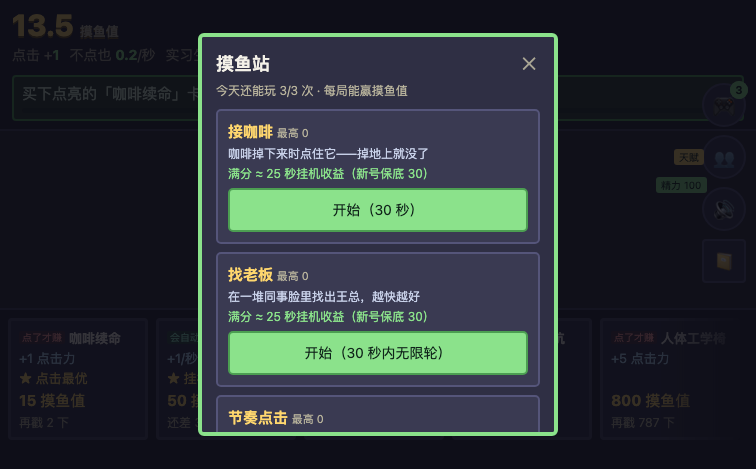 13.5 摸鱼值
点击 +1 不点也 0.2/秒 实习
买下点亮的「咖啡续命」卡
摸鱼站
今天还能玩 3/3 次 · 每局能赢摸鱼值
接咖啡 最高 0
咖啡掉下来时点住它——掉地上就没了
满分 ≈ 25 秒挂机收益（新号保底 30）
开始（30 秒）
找老板 最高 0
在一堆同事脸里找出王总，越快越好
满分 ≈ 25 秒挂机收益（新号保底 30）
开始（30 秒内无限轮）
节奏点击 最高 0
3
天赋
精力 100
点了才赚 咖啡续命
+1 点击力
点击最优
15 摸鱼值
再戳 2 下
会自动
+1/秒
挂
50
还差
点了才赚 人体工学椅
+5 点击力
800 摸鱼值
再戳 787 下